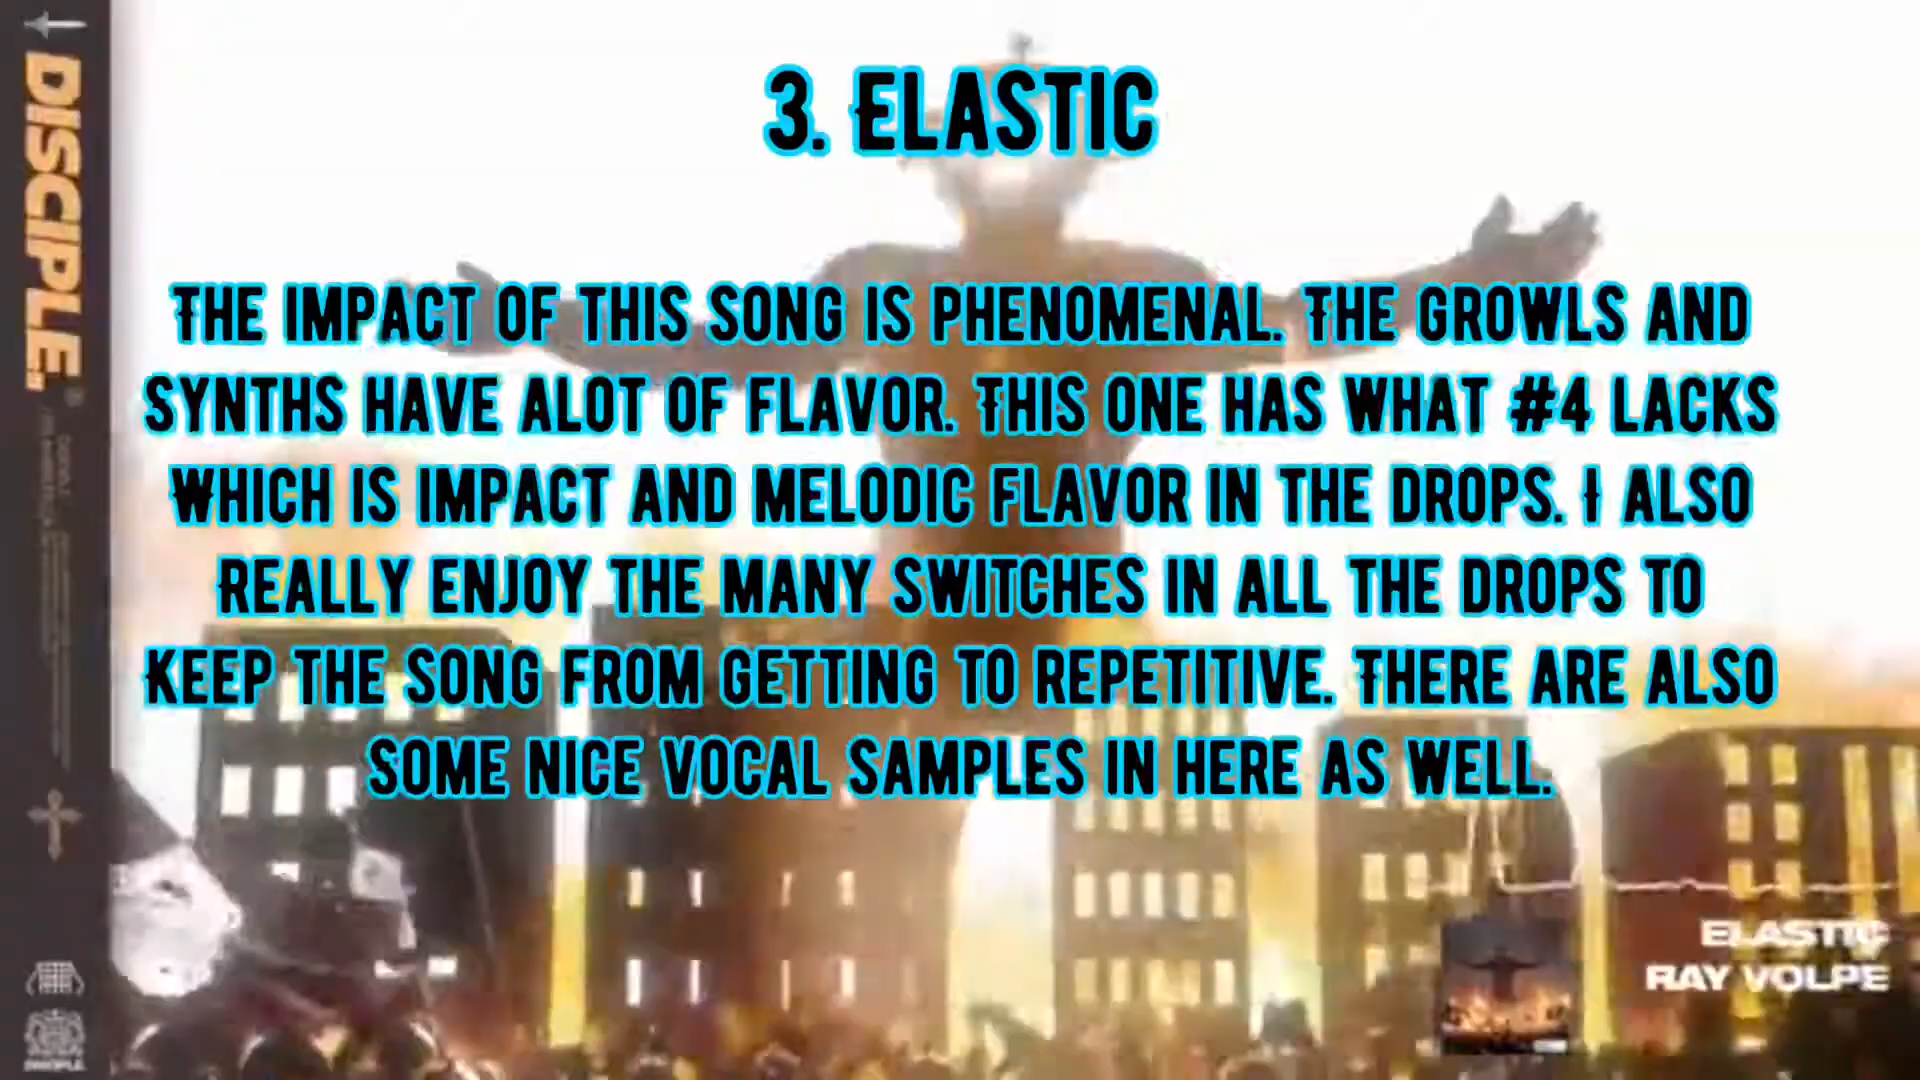 DISCIPLE.
3. ELASTIC
THE IMPACT OF THIS SONG IS PHENOMENAL. THE GROWLS AND
SYNTHS HAVE ALOT OF FLAVOR. THIS ONE HAS WHAT #4 LACKS
WHICH IS IMPACT AND MELODIC FLAVOR IN THE DROPS. I ALSO
REALLY ENJOY THE MANY SWITCHES IN ALL THE DROPS TO
KEEP THE SONG FROM GETTING TO REPETITIVE. THERE ARE ALSO
SOME NICE VOCAL SAMPLES IN HERE AS WELL.
ELASTIC
RAY VOLPE